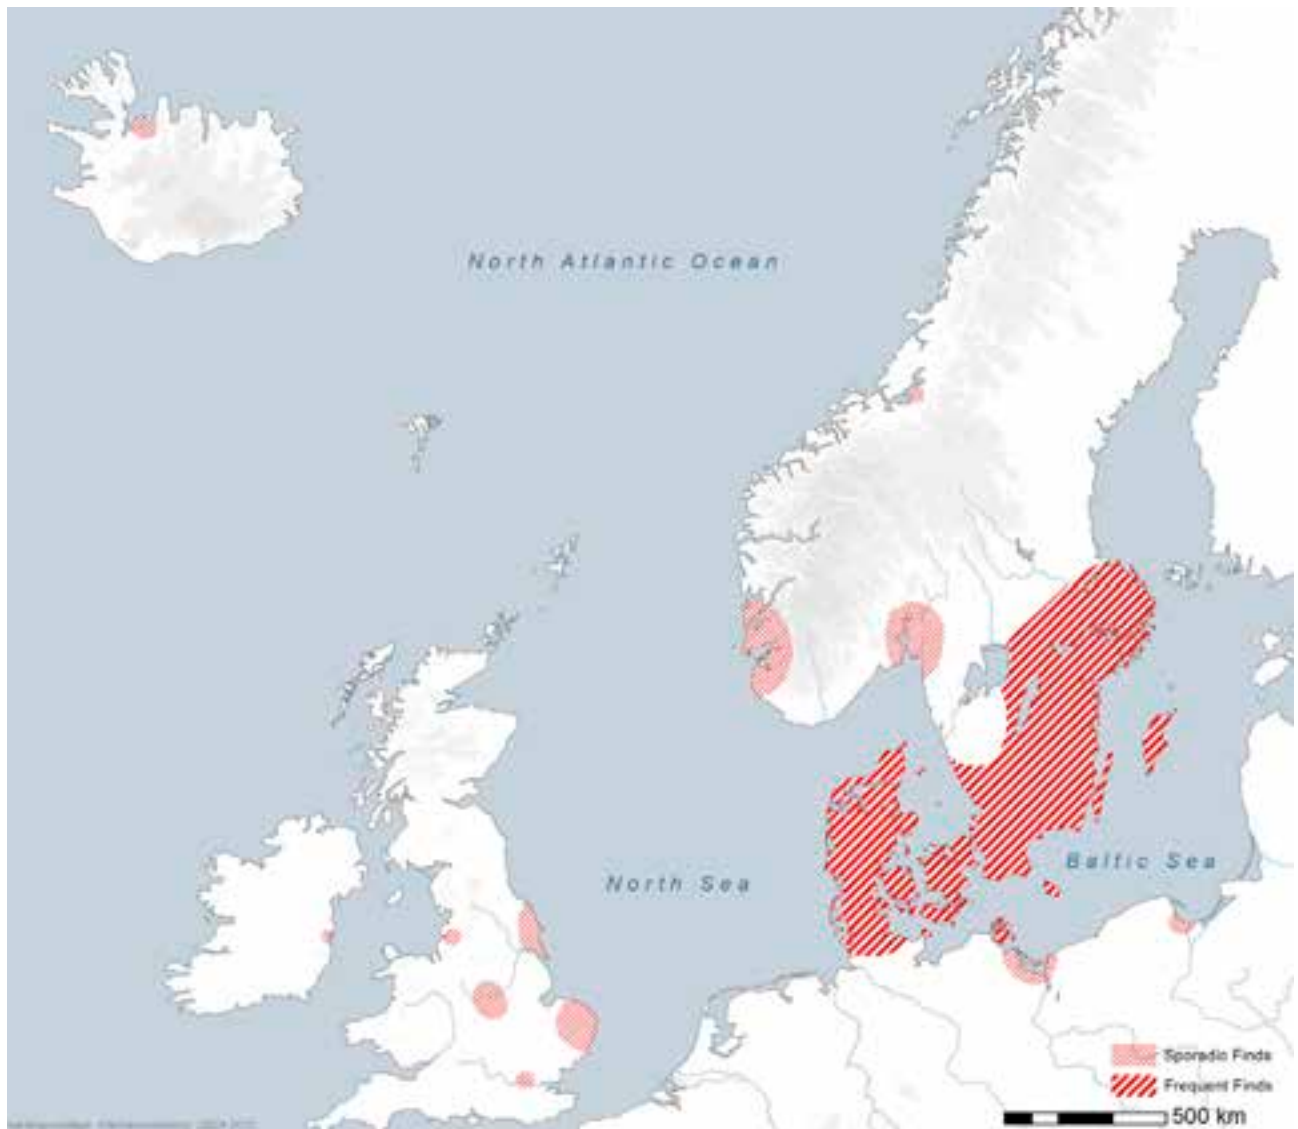 North Atlantic Ocean
North Sea
Baltic Sea
Sporadic Finds
Frequent Finds
500 km